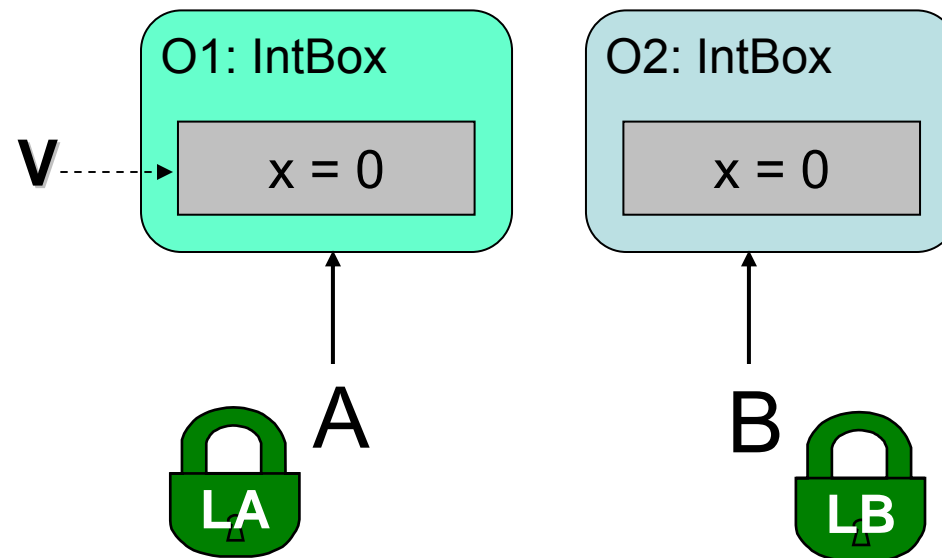 O1: IntBox
O2: IntBox
V
x = 0
x = 0
A
B
LA
LB